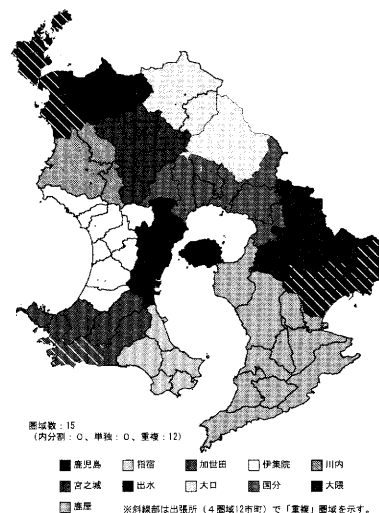 圏域数：15
（内分割：0、単独：0、重複：12）
鹿児島 指宿 加世田 伊集院 川内
宮之城 出水 大口 国分 大隅
鹿屋
※斜線部は出張所（4圏域12市町）で「重複」圏域を示す。